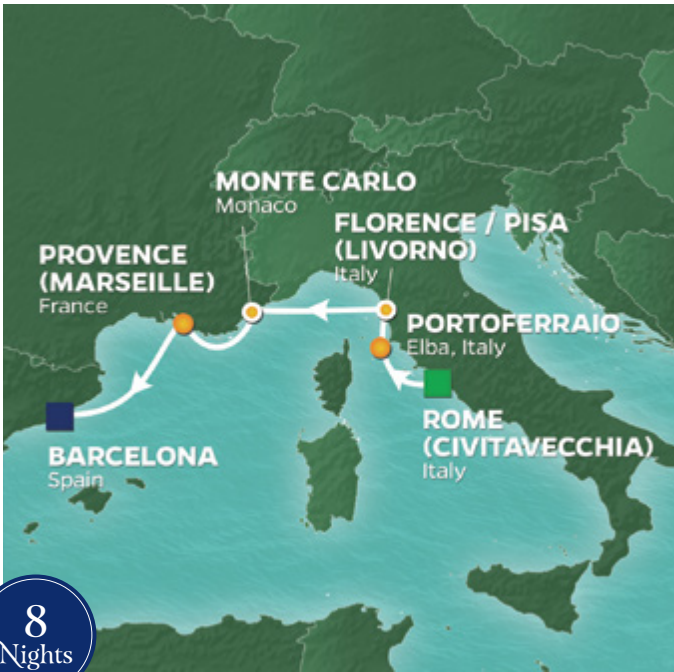 MONTE CARLO
Monaco
FLORENCE / PISA
(LIVORNO)
Italy
PROVENCE
(MARSEILLE)
France
PORTOFERRAIO
Elba, Italy
ROME
(CIVITAVECCHIA)
Italy
BARCELONA
Spain
8
Nights